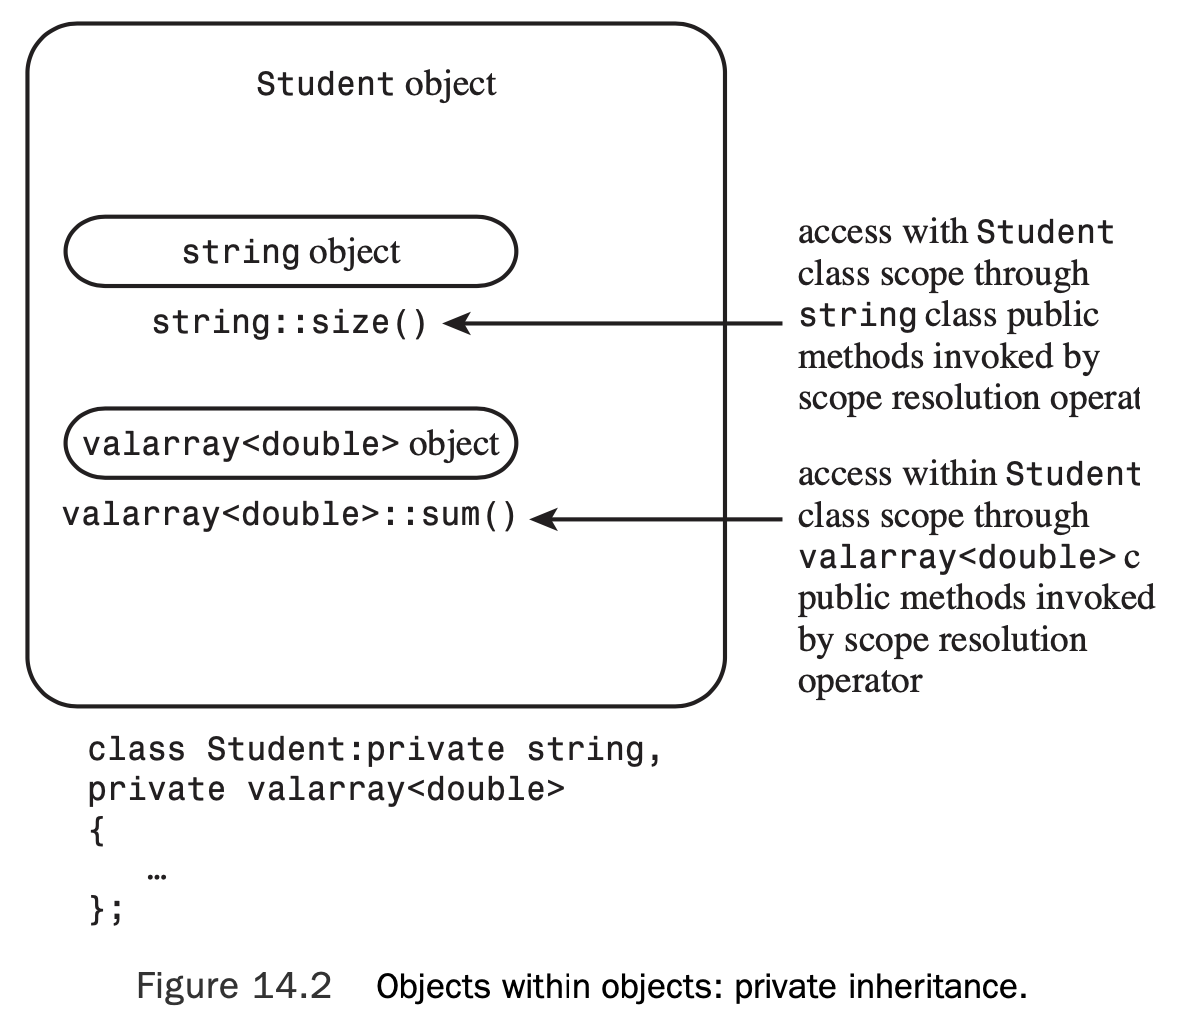 Student object
string object
string::size()
valarray<double> object
valarray<double>::sum()
access with Student
class scope through
string class public
methods invoked by
scope resolution operat
access within Student
class scope through
valarray<double> c
public methods invoked
by scope resolution
operator
class Student:private string,
private valarray<double>
{
…
};
Figure 14.2 Objects within objects: private inheritance.